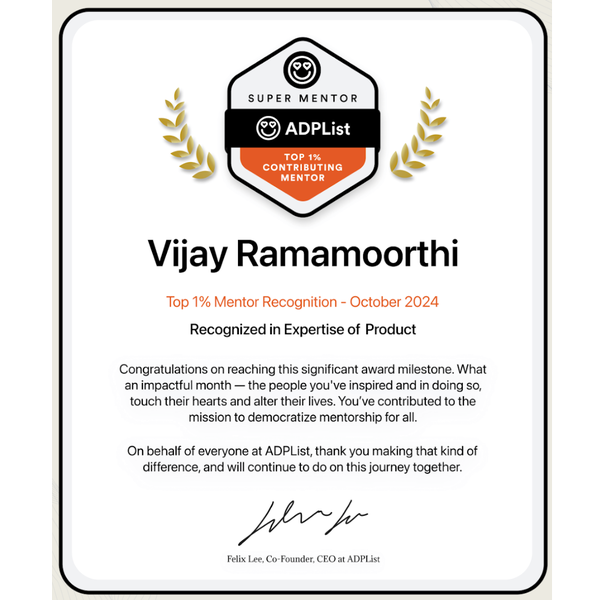 SUPER MENTOR
ADPList
TOP 1%
CONTRIBUTING
MENTOR
Vijay Ramamoorthi
Top 1% Mentor Recognition - October 2024
Recognized in Expertise of Product
Congratulations on reaching this significant award milestone. What
an impactful month — the people you've inspired and in doing so,
touch their hearts and alter their lives. You've contributed to the
mission to democratize mentorship for all.
On behalf of everyone at ADPList, thank you making that kind of
difference, and will continue to do on this journey together.
Felix Lee, Co-Founder, CEO at ADPList